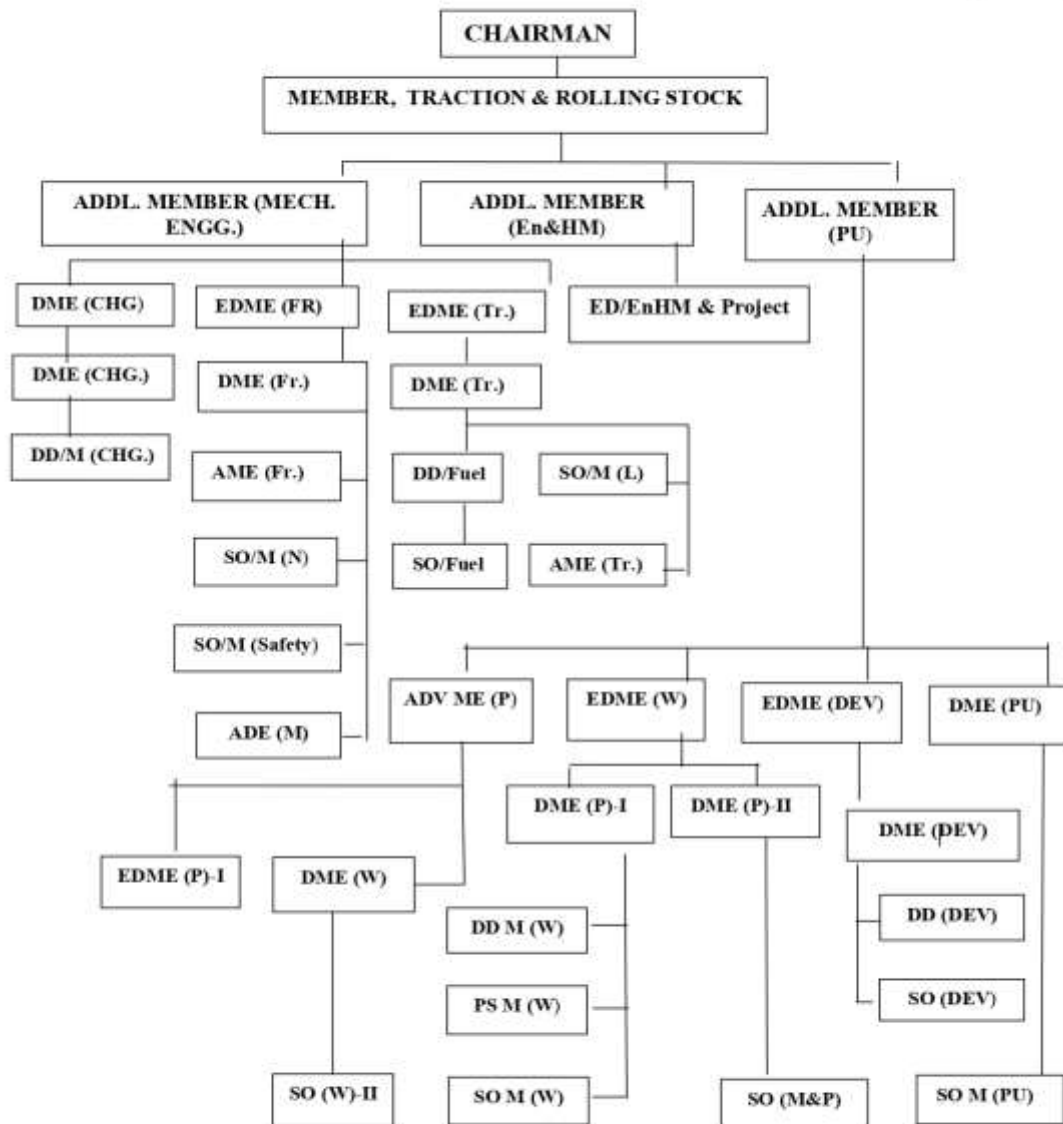 CHAIRMAN
MEMBER, TRACTION & ROLLING STOCK
ADDL. MEMBER (MECH.
ENGG.)
ADDL. MEMBER
(En&HM)
ADDL. MEMBER
(PU)
DME (CHG)
EDME (FR)
EDME (Tr.)
ED/EnHM & Project
DME (CHG.)
DME (Fr.)
DME (Tr.)
DD/M (CHG.)
AME (Fr.)
DD/Fuel
SO/M (L)
SO/M (N)
SO/Fuel
AME (Tr.)
SO/M (Safety)
ADE (M)
ADV ME (P)
EDME (W)
EDME (DEV)
DME (PU)
DME (P)-I
DME (P)-II
DME (DEV)
EDME (P)-I
DME (W)
DD M (W)
DD (DEV)
PS M (W)
SO (DEV)
SO (W)-II
SO M (W)
SO (M&P)
SO M (PU)